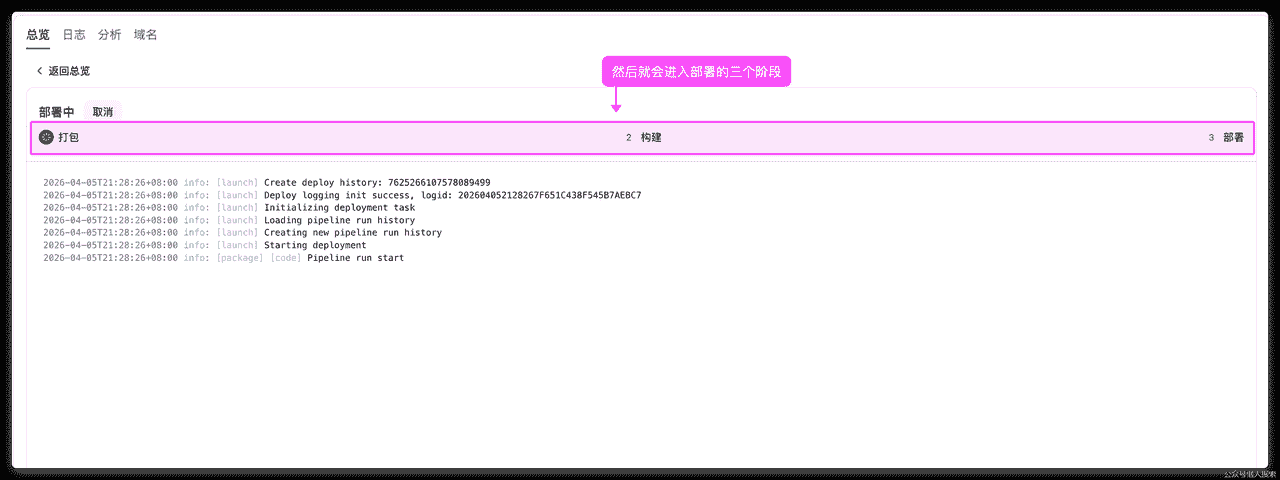 总览 日志 分析 域名
返回总览
然后就会进入部署的三个阶段
部署中 取消
打包 2 构建 3 部署
2026-04-05T21:28:26+08:00 info: [launch] Create deploy history: 7625266107578089499
2026-04-05T21:28:26+08:00 info: [launch] Deploy logging init success, logid: 202604052128267F651C438F545B7AEBC7
2026-04-05T21:28:26+08:00 info: [launch] Initializing deployment task
2026-04-05T21:28:26+08:00 info: [launch] Loading pipeline run history
2026-04-05T21:28:26+08:00 info: [launch] Creating new pipeline run history
2026-04-05T21:28:26+08:00 info: [launch] Starting deployment
2026-04-05T21:28:26+08:00 info: [package] [code] Pipeline run start